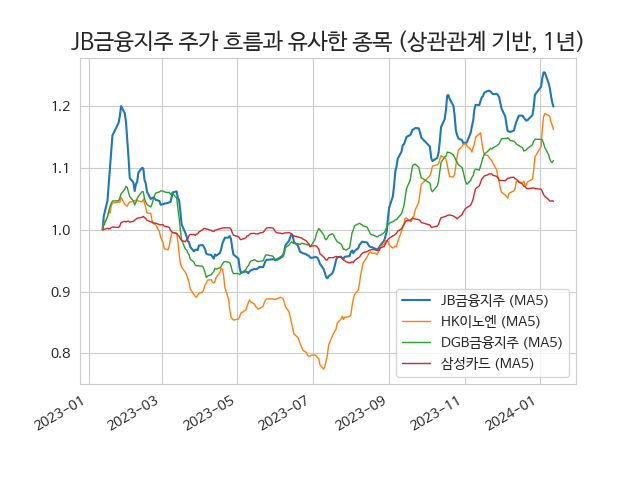 JB금융지주 주가 흐름과 유사한 종목 (상관관계 기반, 1년)
1.2
1.1
1.0
0.9
0.8
JB금융지주 (MA5)
HK이노엔 (MA5)
DGB금융지주 (MA5)
삼성카드 (MA5)
2023-01
2023-03
2023-05
2023-07
2023-09
2023-11
2024-01